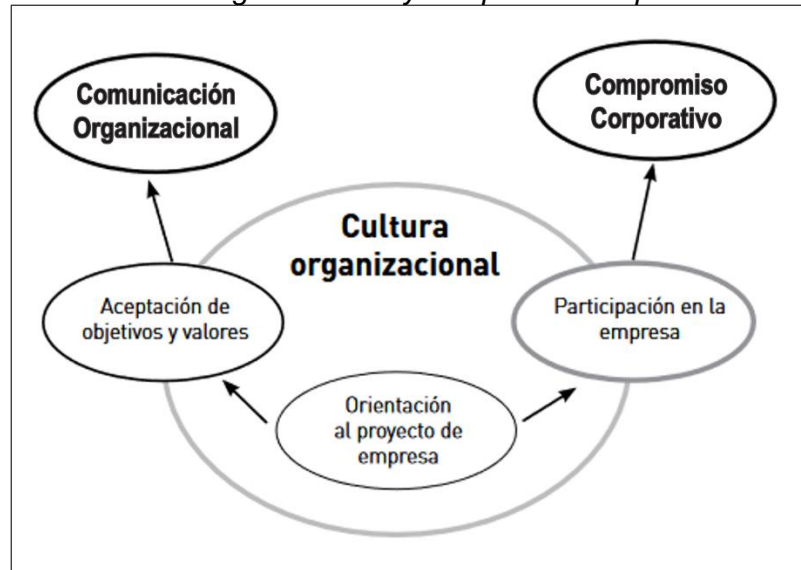 Comunicación
Organizacional
Compromiso
Corporativo
Cultura
organizacional
Aceptación de
objetivos y valores
Participación en la
empresa
Orientación
al proyecto de
empresa